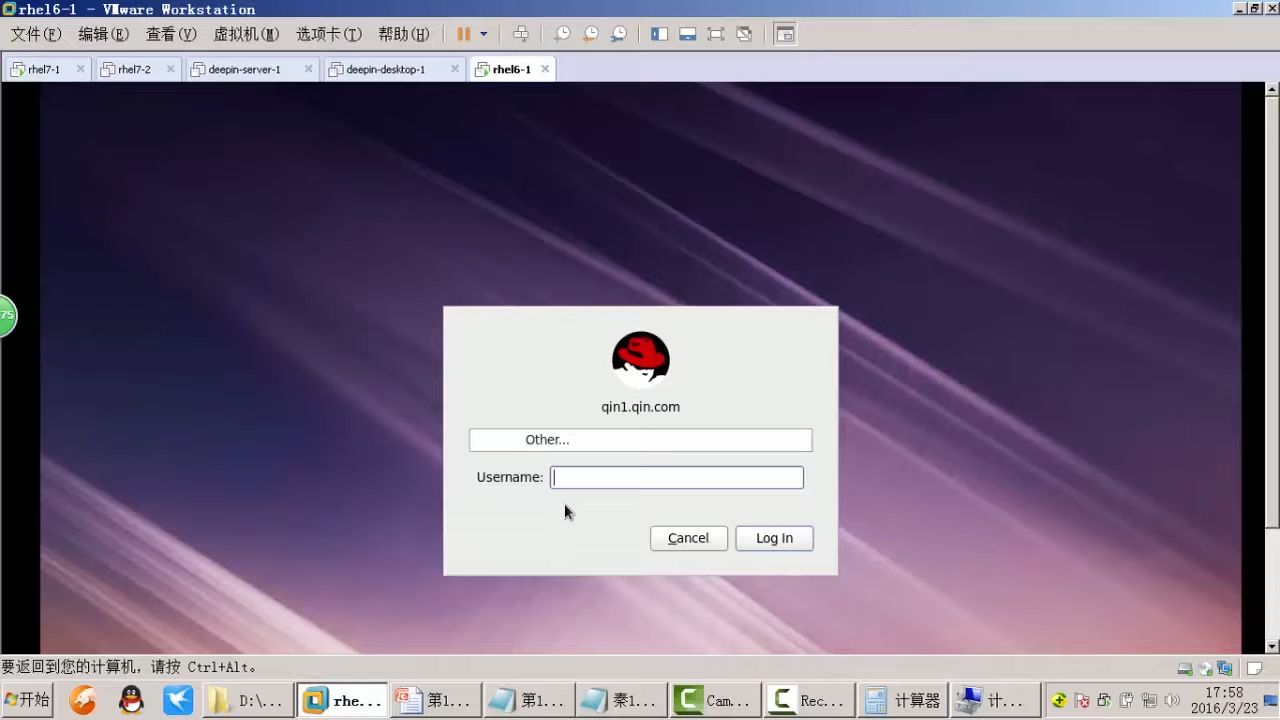 rhel6-1 - VMware Workstation
文件(F) 编辑(E) 查看(V) 虚拟机(M) 选项卡(T) 帮助(H)
rhel7-1 rhel7-2 deepin-server-1 deepin-desktop-1 rhel6-1
75
qin1.qin.com
Other...
Username:
Cancel Log In
要返回到您的计算机，请按 Ctrl+Alt。
开始 D:\... rhe... 第1... 第1... 秦1... Cam... Rec... 计算器 计... 17:58
2016/3/23